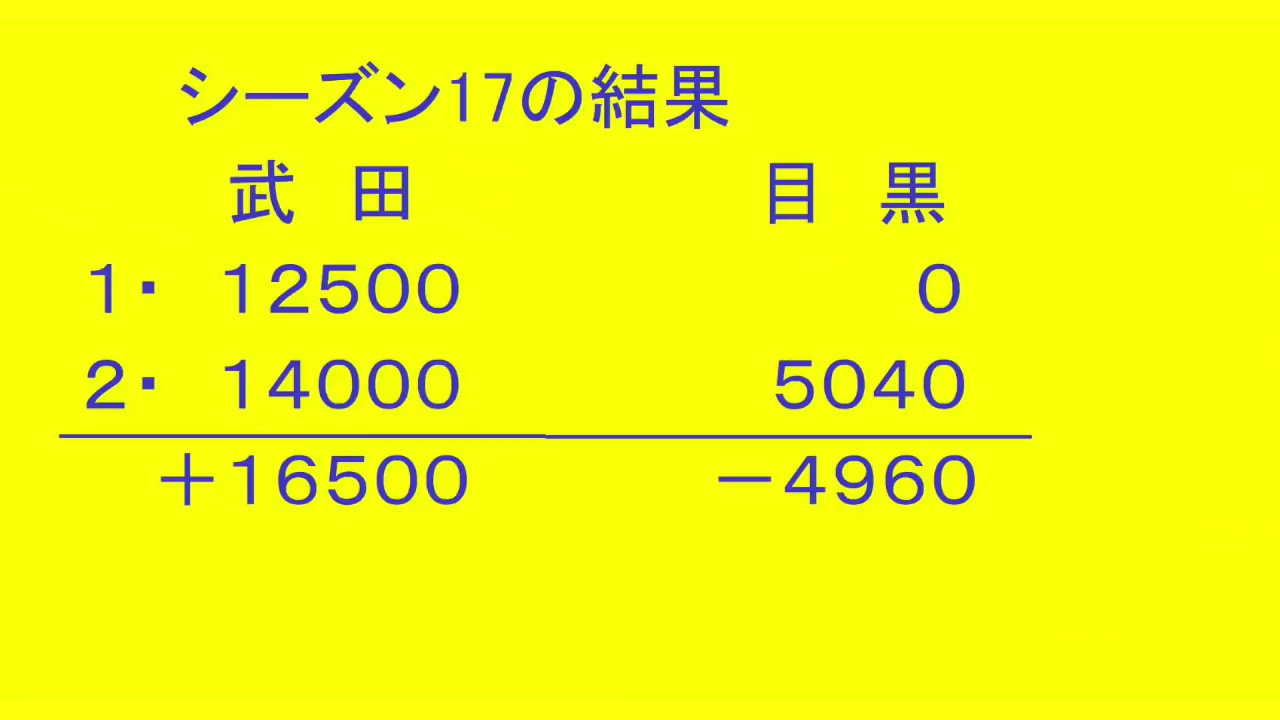 シーズン17の結果
武　田　目　黒
１・　１２５００　０
２・　１４０００　５０４０
＋１６５００　－４９６０